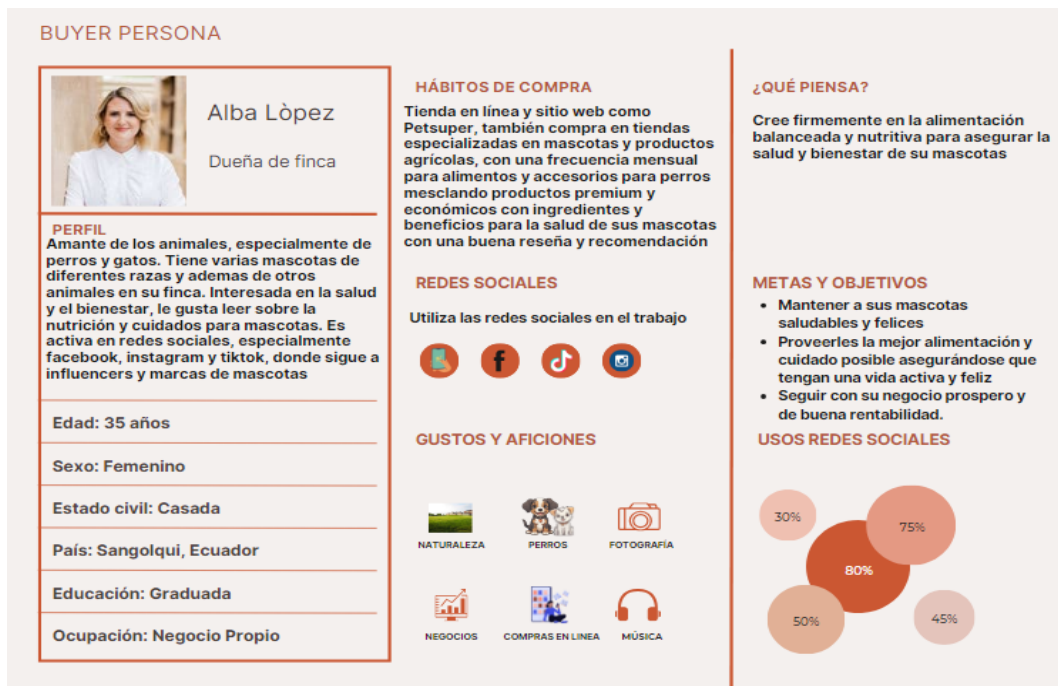 BUYER PERSONA
Alba Lòpez
Dueña de finca
PERFIL
Amante de los animales, especialmente de
perros y gatos. Tiene varias mascotas de
diferentes razas y ademas de otros
animales en su finca. Interesada en la salud
y el bienestar, le gusta leer sobre la
nutrición y cuidados para mascotas. Es
activa en redes sociales, especialmente
facebook, instagram y tiktok, donde sigue a
influencers y marcas de mascotas
Edad: 35 años
Sexo: Femenino
Estado civil: Casada
País: Sangolqui, Ecuador
Educación: Graduada
Ocupación: Negocio Propio
HÁBITOS DE COMPRA
Tienda en línea y sitio web como
Petsuper, también compra en tiendas
especializadas en mascotas y productos
agrícolas, con una frecuencia mensual
para alimentos y accesorios para perros
mesclando productos premium y
económicos con ingredientes y
beneficios para la salud de sus mascotas
con una buena reseña y recomendación
REDES SOCIALES
Utiliza las redes sociales en el trabajo
GUSTOS Y AFICIONES
NATURALEZA
PERROS
FOTOGRAFÍA
NEGOCIOS
COMPRAS EN LINEA
MÚSICA
¿QUÉ PIENSA?
Cree firmemente en la alimentación
balanceada y nutritiva para asegurar la
salud y bienestar de su mascotas
METAS Y OBJETIVOS
• Mantener a sus mascotas
saludables y felices
• Proveerles la mejor alimentación y
cuidado posible asegurándose que
tengan una vida activa y feliz
• Seguir con su negocio prospero y
de buena rentabilidad.
USOS REDES SOCIALES
30%
75%
80%
50%
45%